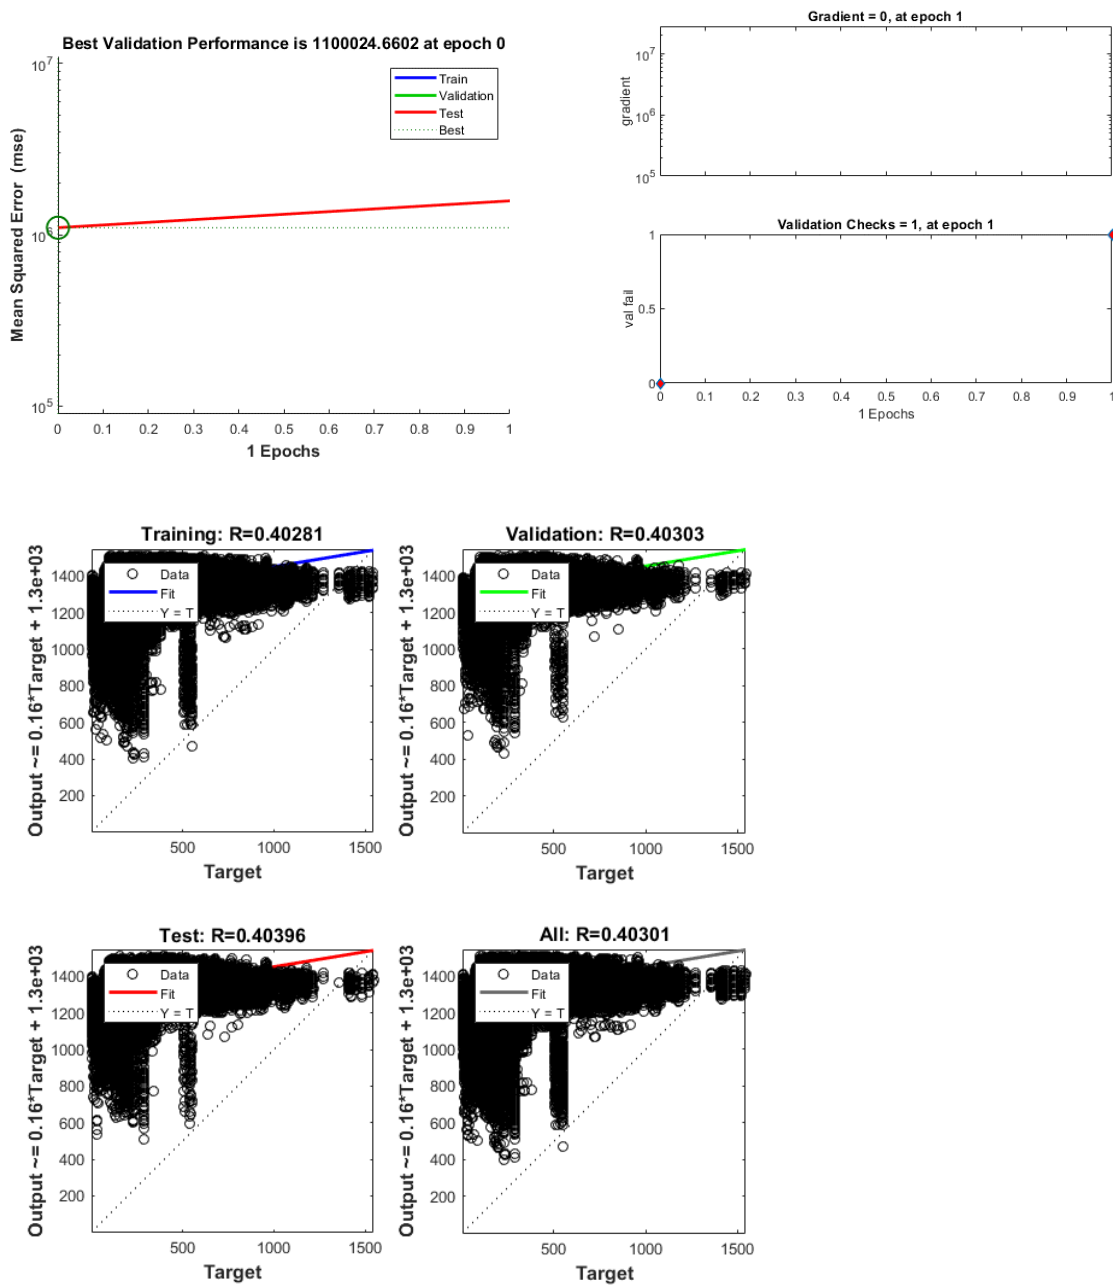 Best Validation Performance is 1100024.6602 at epoch 0
Mean Squared Error (mse)
10^7
10^6
10^5
Train
Validation
Test
Best
0 0.1 0.2 0.3 0.4 0.5 0.6 0.7 0.8 0.9 1
1 Epochs
Gradient = 0, at epoch 1
gradient
10^7
10^6
10^5
Validation Checks = 1, at epoch 1
val fail
1
0.5
0
0 0.1 0.2 0.3 0.4 0.5 0.6 0.7 0.8 0.9 1
1 Epochs
Training: R=0.40281
Output ~= 0.16*Target + 1.3e+03
1400
1200
1000
800
600
400
200
Data
Fit
Y = T
500 1000 1500
Target
Validation: R=0.40303
Output ~= 0.16*Target + 1.3e+03
1400
1200
1000
800
600
400
200
Data
Fit
Y = T
500 1000 1500
Target
Test: R=0.40396
Output ~= 0.16*Target + 1.3e+03
1400
1200
1000
800
600
400
200
Data
Fit
Y = T
500 1000 1500
Target
All: R=0.40301
Output ~= 0.16*Target + 1.3e+03
1400
1200
1000
800
600
400
200
Data
Fit
Y = T
500 1000 1500
Target